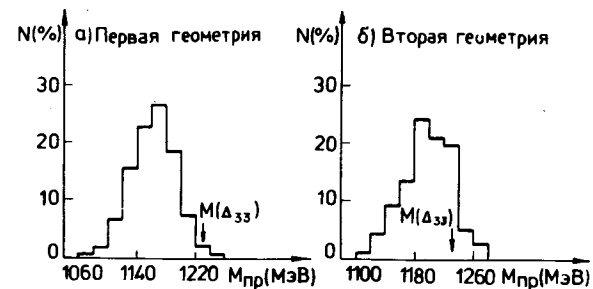 N(%) а) Первая геометрия
30
20
10
0
M(Δ₃₃)
1060 1140 1220 Mпр(МэВ)
N(%) б) Вторая геометрия
30
20
10
0
M(Δ₃₃)
1100 1180 1260 Mпр(МэВ)